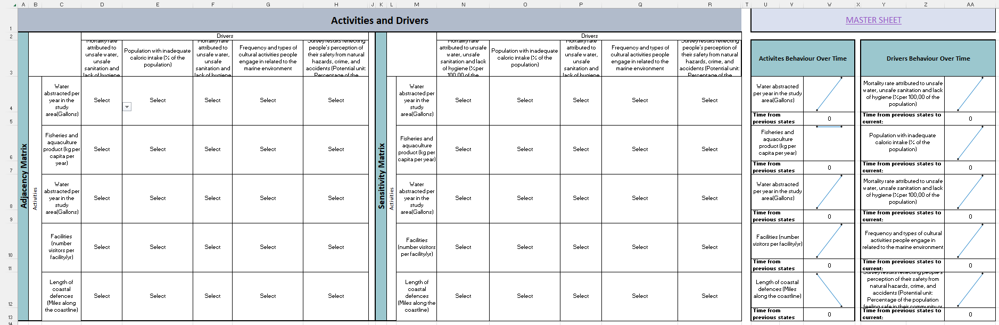 A B C D E F G H J K L M N O P Q R T U V W X Y Z AA
1 Activities and Drivers MASTER SHEET
2 Drivers Drivers
3
Mortality rate attributed to unsafe water, unsafe sanitation and lack of hygiene
Population with inadequate caloric intake (% of the population)
Mortality rate attributed to unsafe water, unsafe sanitation and lack of hygiene
Frequency and types of cultural activities people engage in related to the marine environment
Survey results reflecting people's perception of their safety from natural hazards, crime, and accidents (Potential unit: Percentage of the
Mortality rate attributed to unsafe water, unsafe sanitation and lack of hygiene (%per 100,00 of the
Population with inadequate caloric intake (% of the population)
Mortality rate attributed to unsafe water, unsafe sanitation and lack of hygiene
Frequency and types of cultural activities people engage in related to the marine environment
Survey results reflecting people's perception of their safety from natural hazards, crime, and accidents (Potential unit: Percentage of the
Activites Behaviour Over Time
Drivers Behaviour Over Time
Adjacency Matrix
Activities
Sensitivity Matrix
Activities
4
Water abstracted per year in the study area(Gallons)
Select Select Select Select Select
Water abstracted per year in the study area(Gallons)
Select Select Select Select Select
Water abstracted per year in the study area(Gallons)
Mortality rate attributed to unsafe water, unsafe sanitation and lack of hygiene (%per 100,00 of the population)
5
Time from previous states 0
Time from previous states to current: 0
6
Fisheries and aquaculture product (kg per capita per year)
Select Select Select Select Select
Fisheries and aquaculture product (kg per capita per year)
Select Select Select Select Select
Fisheries and aquaculture product (kg per capita per year)
Population with inadequate caloric intake (% of the population)
7
Time from previous states 0
Time from previous states to current: 0
8
Water abstracted per year in the study area(Gallons)
Select Select Select Select Select
Water abstracted per year in the study area(Gallons)
Select Select Select Select Select
Water abstracted per year in the study area(Gallons)
Mortality rate attributed to unsafe water, unsafe sanitation and lack of hygiene (%per 100,00 of the population)
9
Time from previous states 0
Time from previous states to current: 0
10
Facilities (number visitors per facility/yr)
Select Select Select Select Select
Facilities (number visitors per facility/yr)
Select Select Select Select Select
Facilities (number visitors per facility/yr)
Frequency and types of cultural activities people engage in related to the marine environment
11
Time from previous states 0
Time from previous states to current: 0
12
Length of coastal defences (Miles along the coastline)
Select Select Select Select Select
Length of coastal defences (Miles along the coastline)
Select Select Select Select Select
Length of coastal defences (Miles along the coastline)
Survey results reflecting people's perception of their safety from natural hazards, crime, and accidents (Potential unit: Percentage of the population feeling safe in their community or
13
Time from previous states 0
Time from previous states to current: 0
14